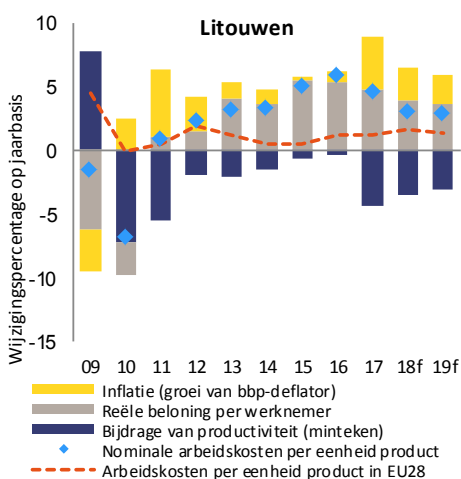 Litouwen
Wijzigingspercentage op jaarbasis
10
5
0
-5
-10
-15
09 10 11 12 13 14 15 16 17 18f 19f
Inflatie (groei van bbp-deflator)
Reële beloning per werknemer
Bijdrage van productiviteit (minteken)
Nominale arbeidskosten per eenheid product
Arbeidskosten per eenheid product in EU28